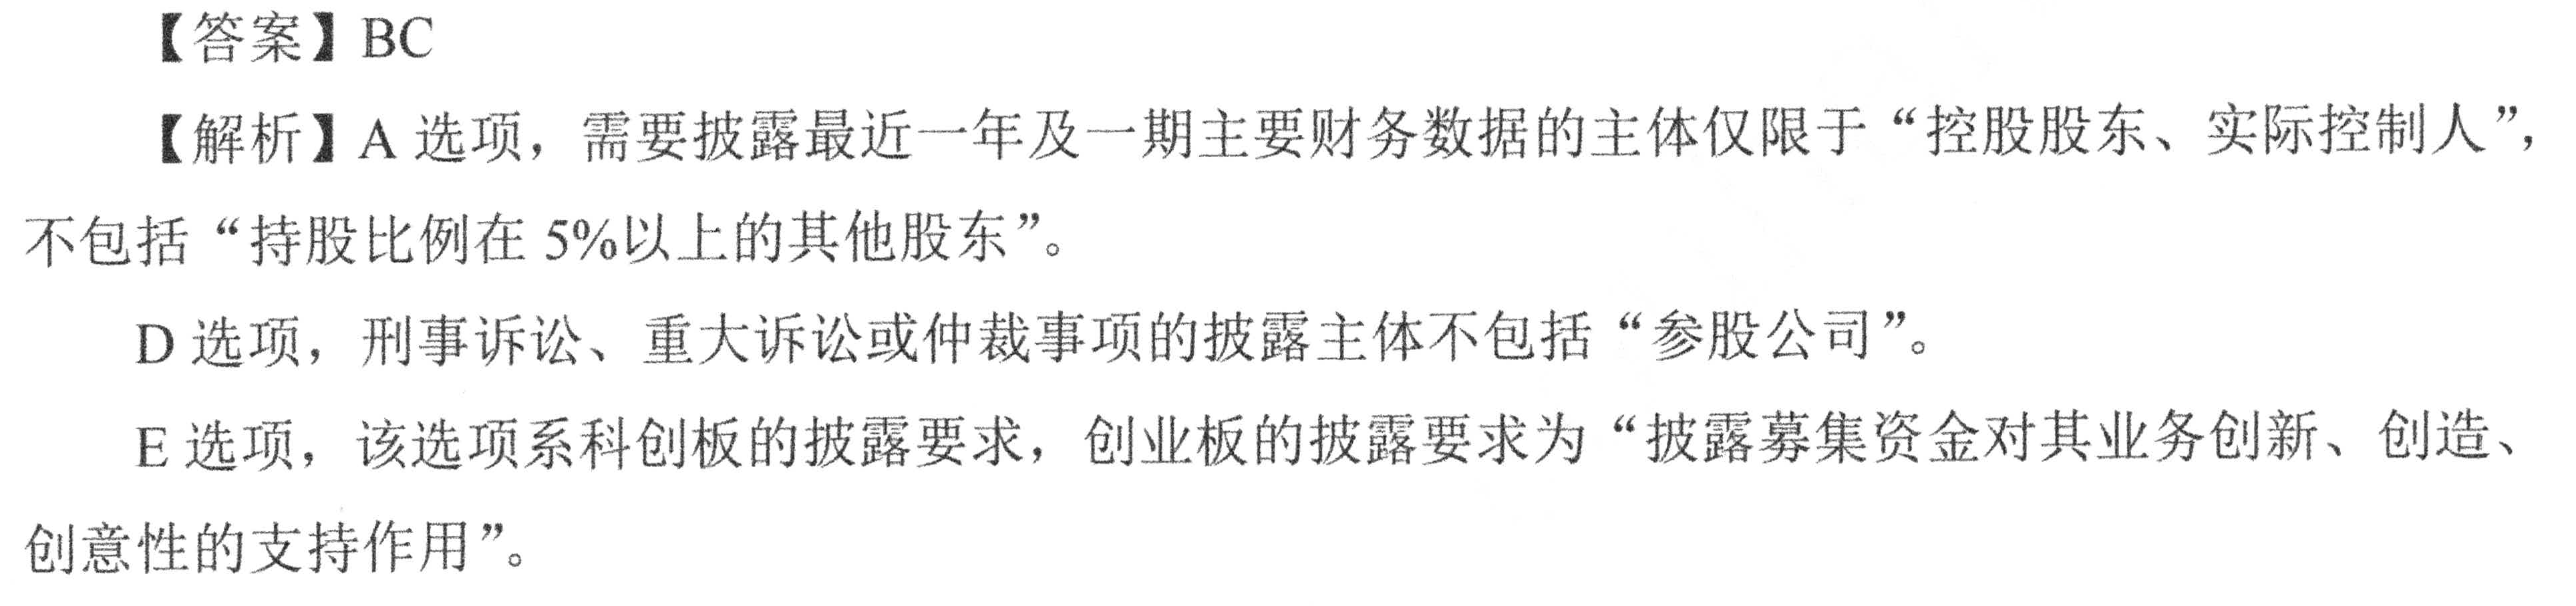 【答案】BC
【解析】A 选项，需要披露最近一年及一期主要财务数据的主体仅限于“控股股东、实际控制人”，
不包括“持股比例在 5%以上的其他股东”。
D 选项，刑事诉讼、重大诉讼或仲裁事项的披露主体不包括“参股公司”。
E 选项，该选项系科创板的披露要求，创业板的披露要求为“披露募集资金对其业务创新、创造、
创意性的支持作用”。